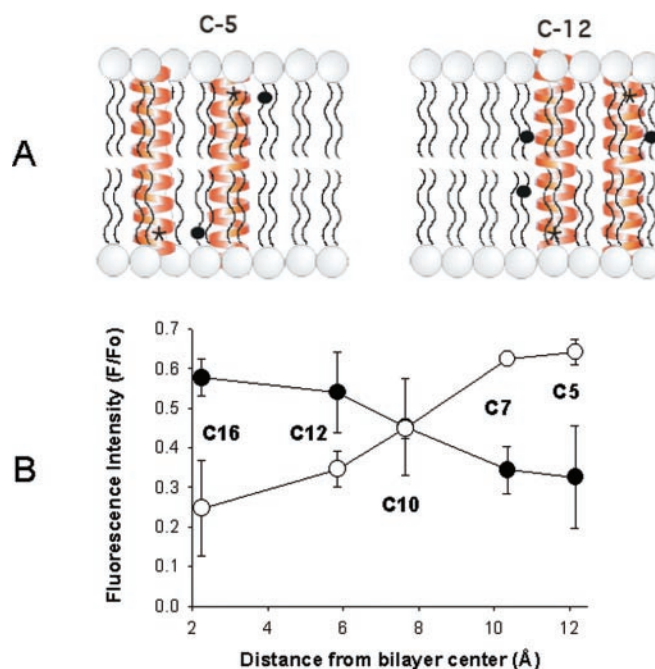 C-5
C-12
A
B
Fluorescence Intensity (F/Fo)
0.7
0.6
0.5
0.4
0.3
0.2
0.1
0.0
C16
C12
C10
C7
C5
2
4
6
8
10
12
Distance from bilayer center (Å)